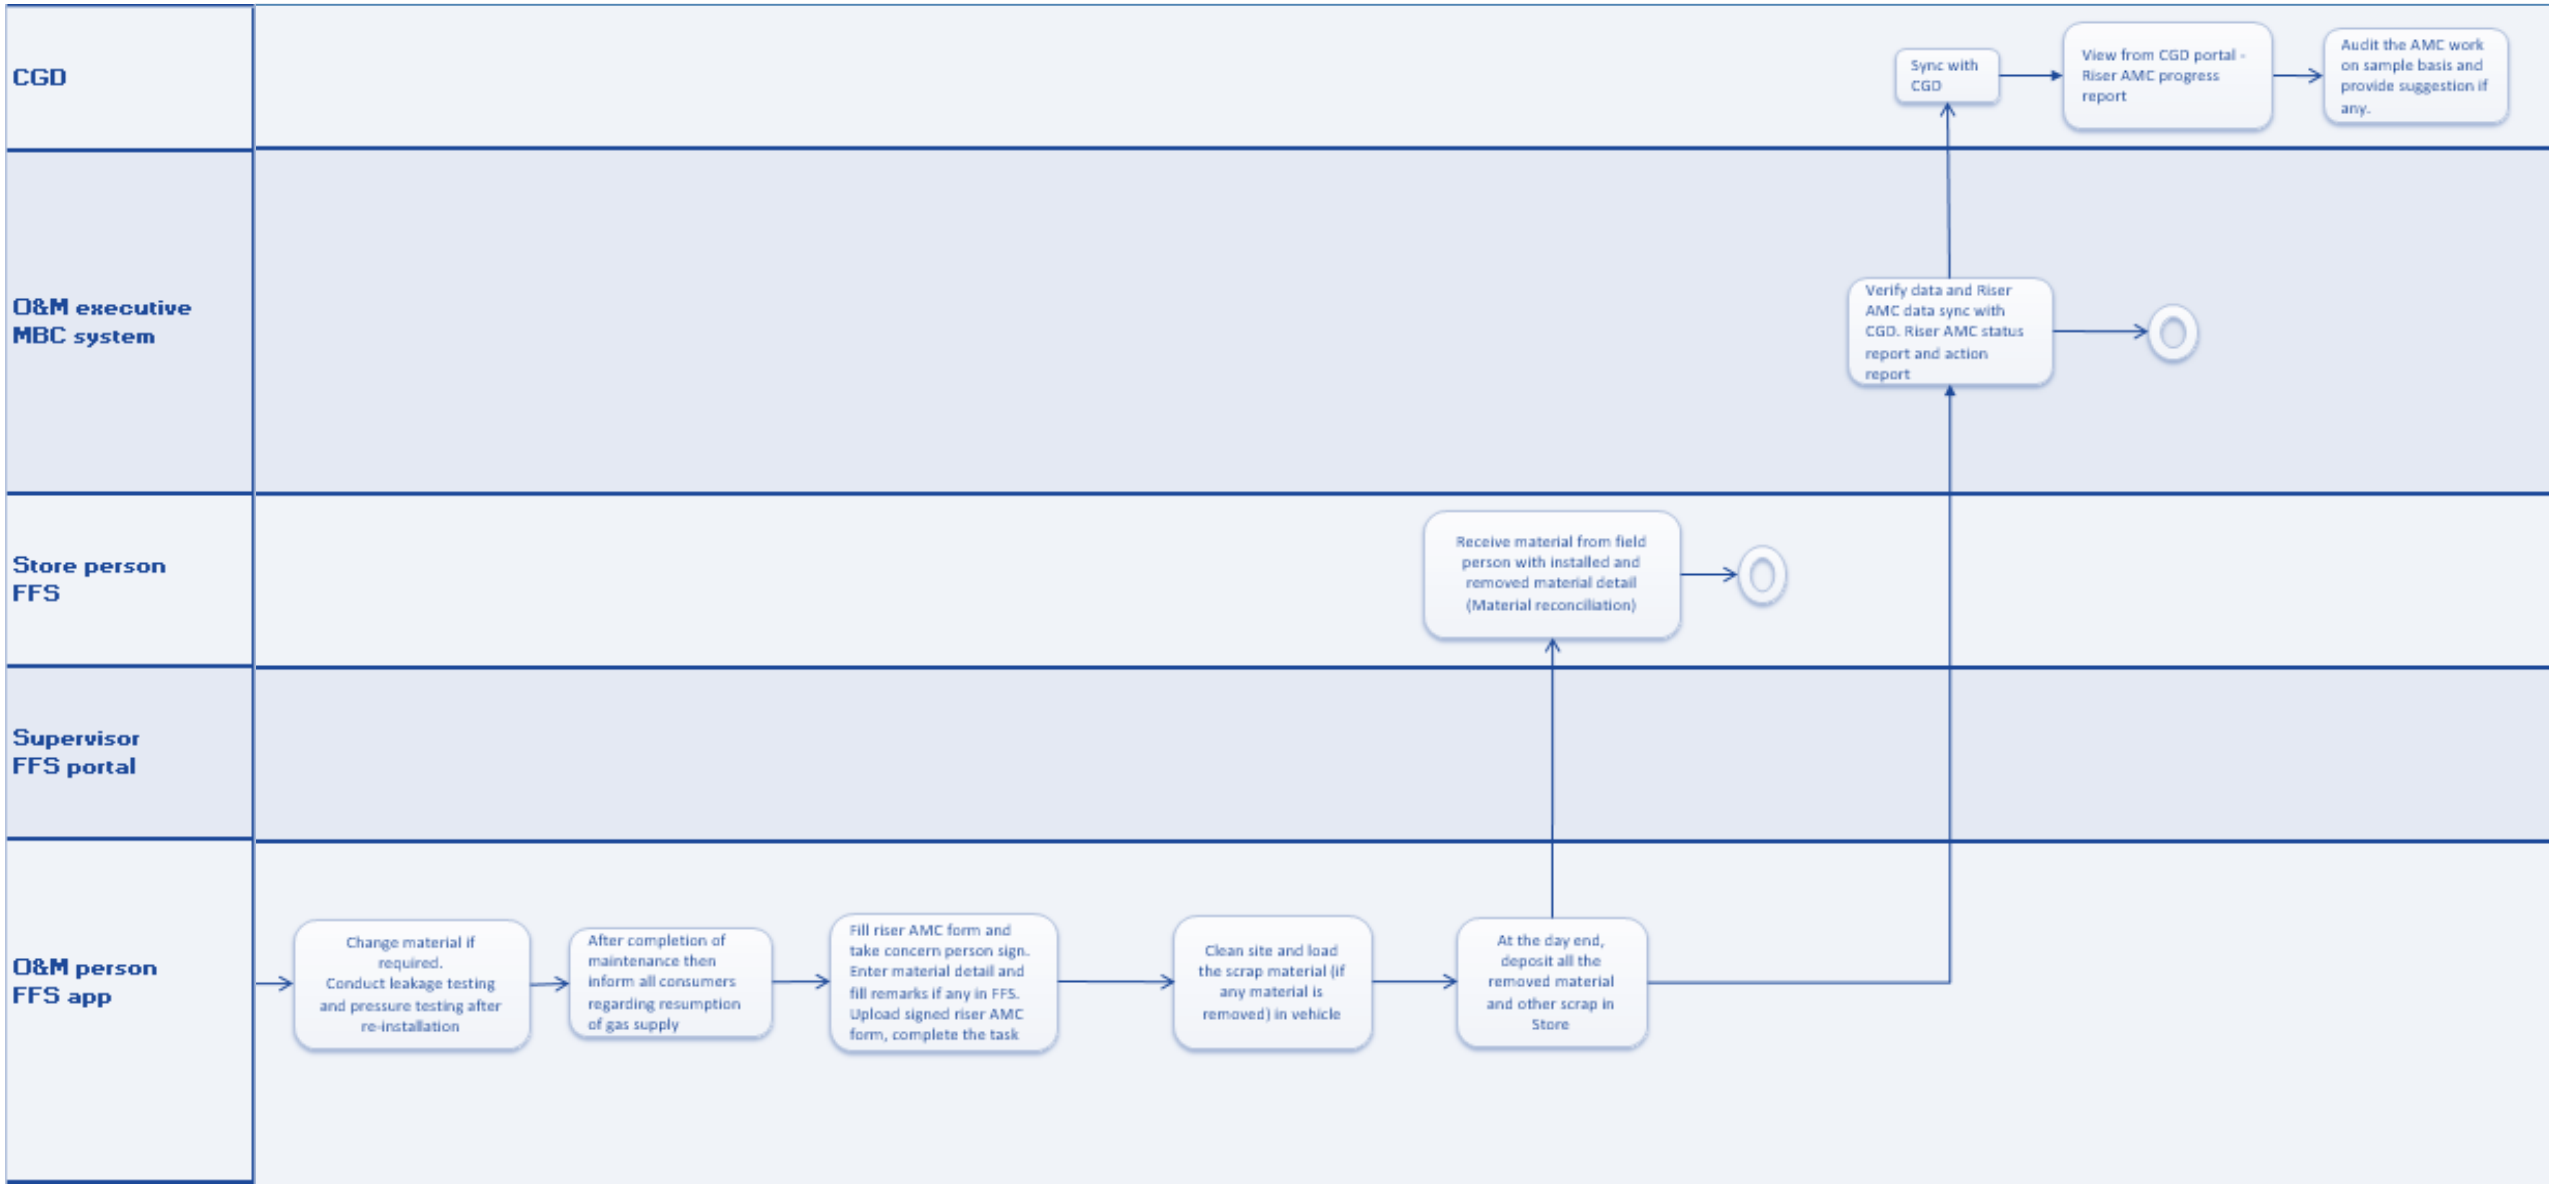 CGD
Sync with
CGD
View from CGD portal -
Riser AMC progress
report
Audit the AMC work
on sample basis and
provide suggestion if
any.
O&M executive
MBC system
Verify data and Riser
AMC data sync with
CGD. Riser AMC status
report and action
report
Store person
FFS
Receive material from field
person with installed and
removed material detail
(Material reconciliation)
Supervisor
FFS portal
O&M person
FFS app
Change material if
required.
Conduct leakage testing
and pressure testing after
re-installation
After completion of
maintenance then
inform all consumers
regarding resumption
of gas supply
Fill riser AMC form and
take concern person sign.
Enter material detail and
fill remarks if any in FFS.
Upload signed riser AMC
form, complete the task
Clean site and load
the scrap material (if
any material is
removed) in vehicle
At the day end,
deposit all the
removed material
and other scrap in
Store